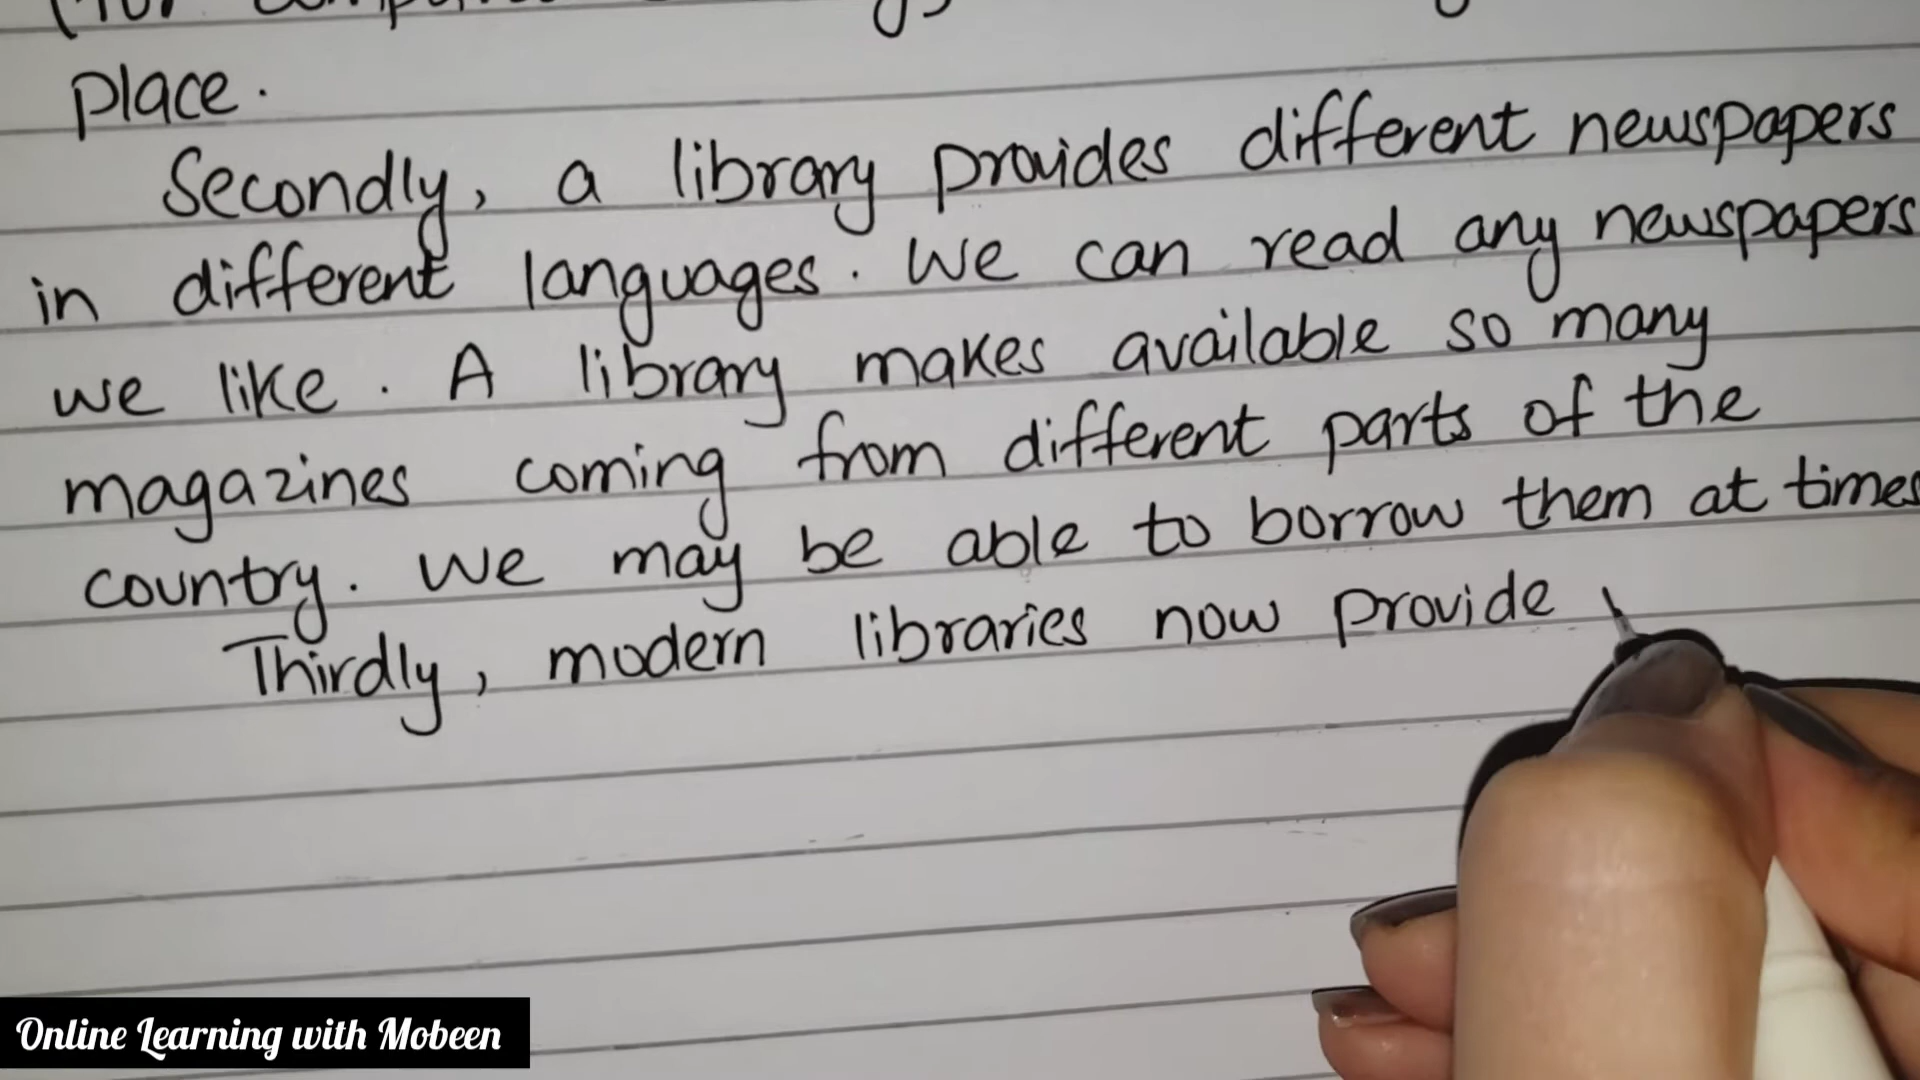 place.
Secondly, a library provides different newspapers
in different languages. We can read any newspapers
we like. A library makes available so many
magazines coming from different parts of the
country. We may be able to borrow them at times
Thirdly, modern libraries now provide
Online Learning with Mobeen